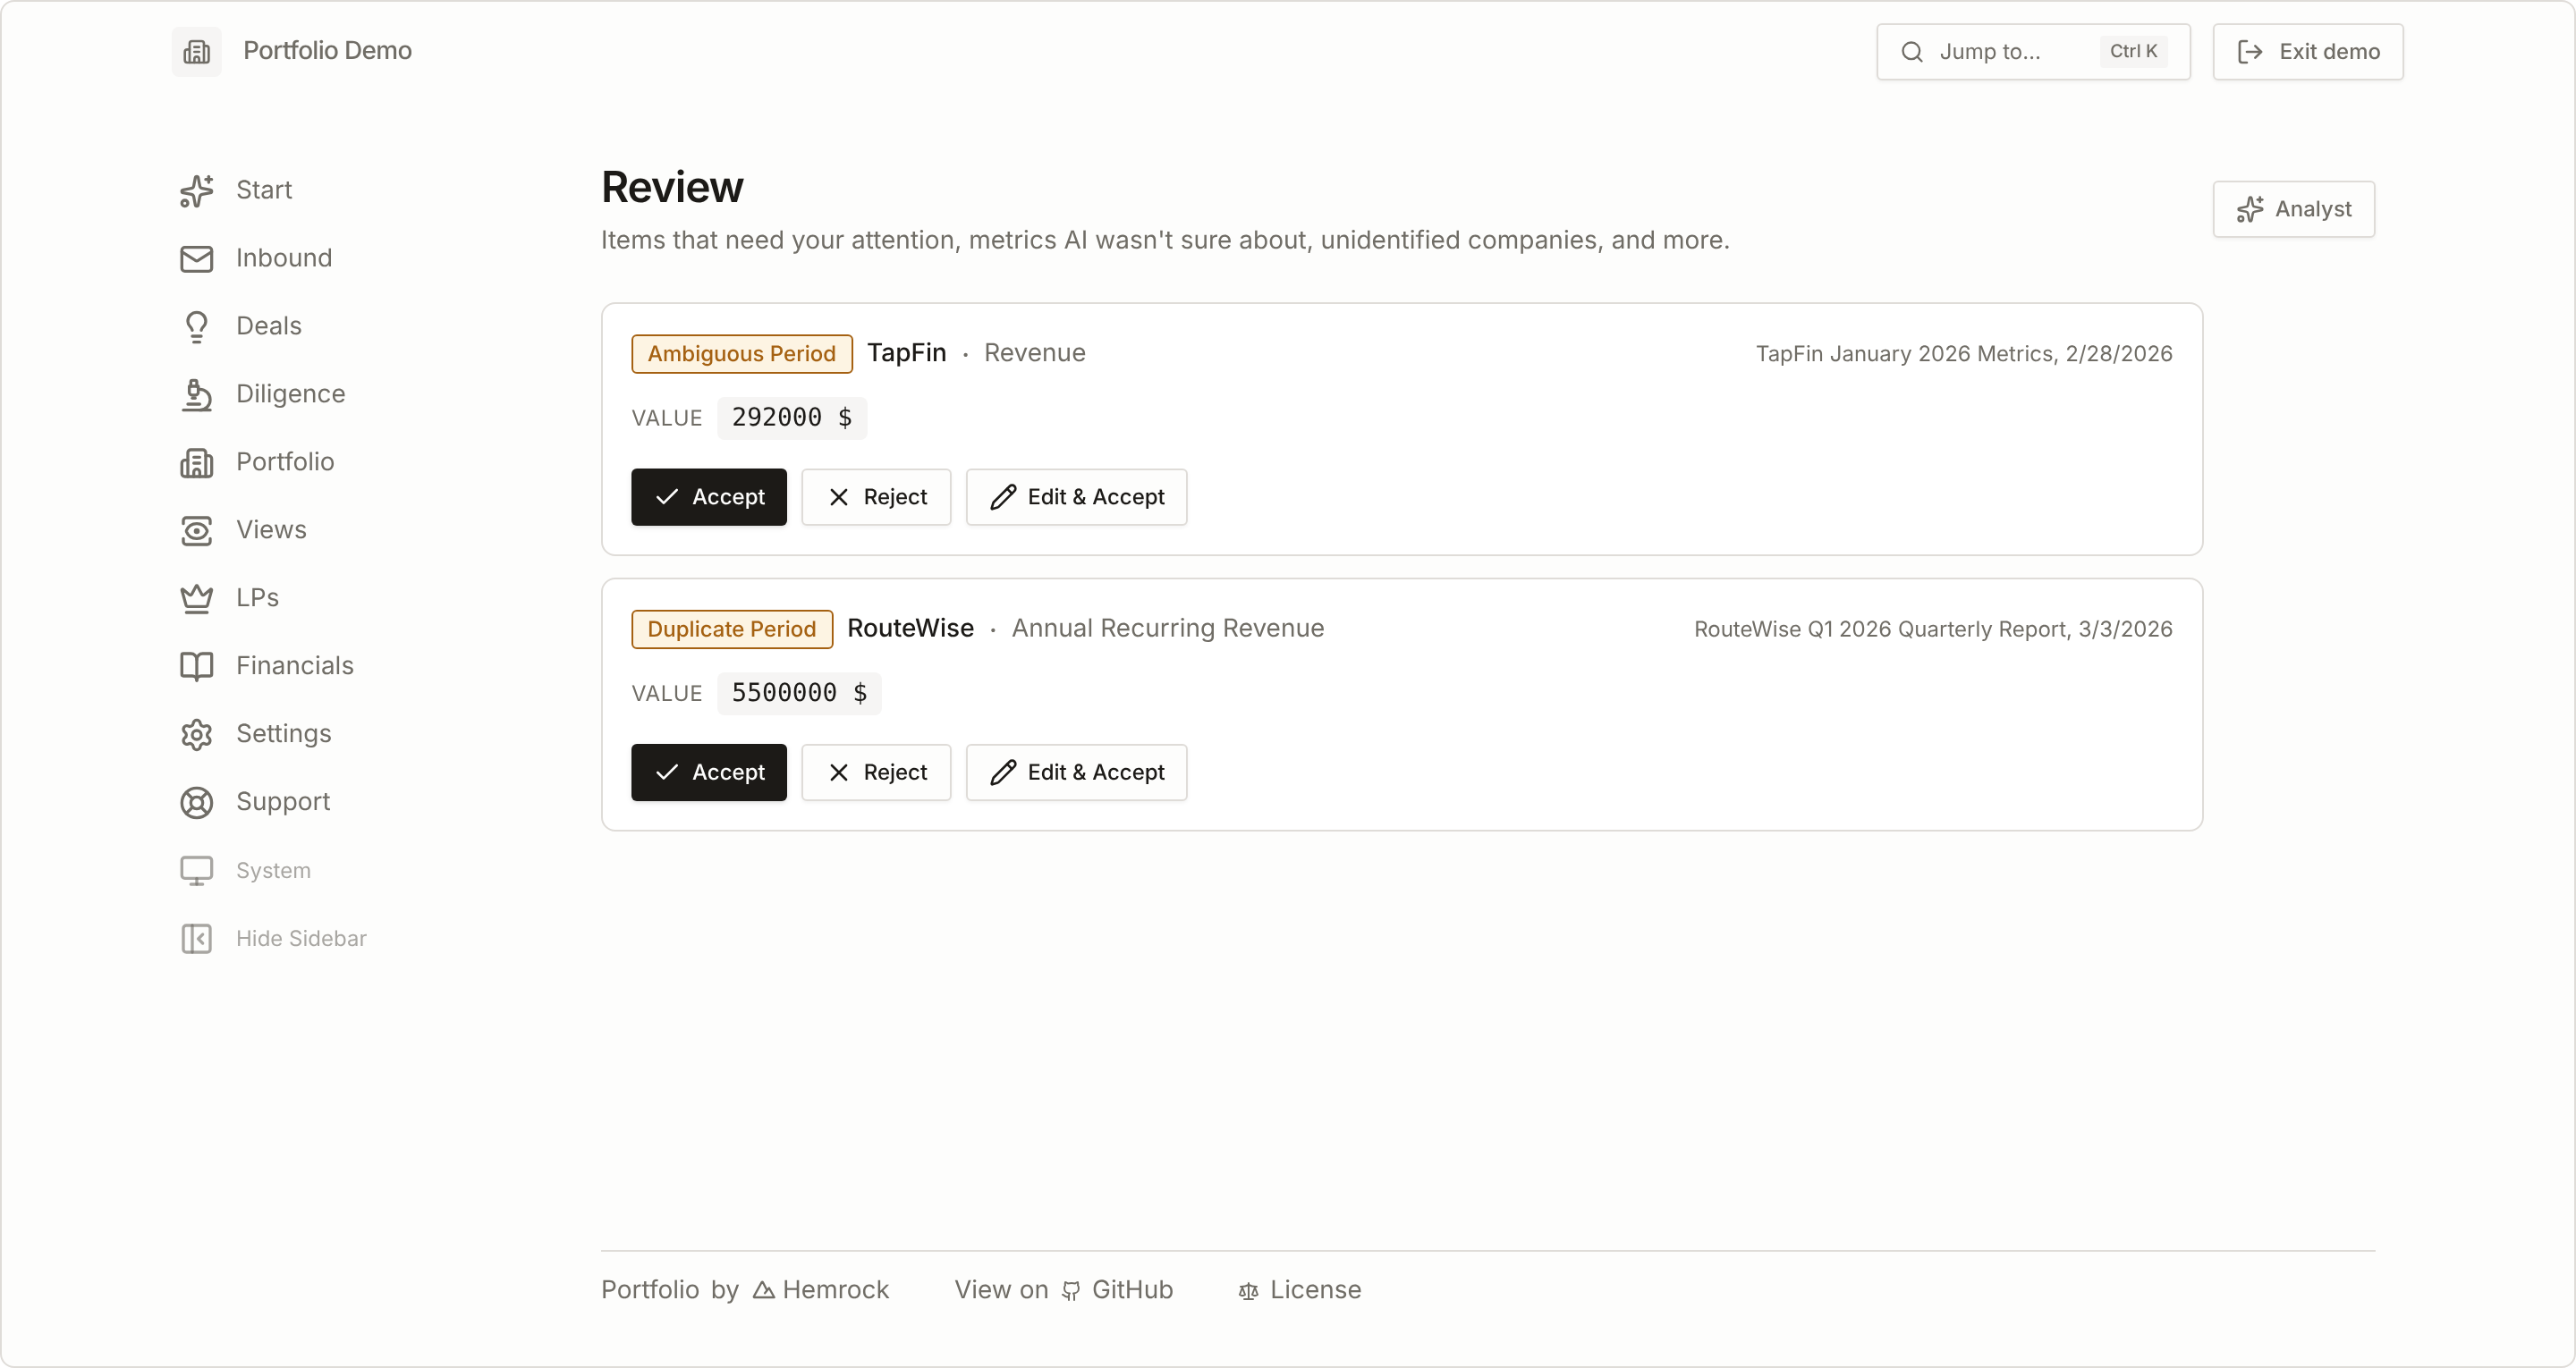 Portfolio Demo
Jump to...
Ctrl K
Exit demo
Start
Inbound
Deals
Diligence
Portfolio
Views
LPs
Financials
Settings
Support
System
Hide Sidebar
Review
Items that need your attention, metrics AI wasn't sure about, unidentified companies, and more.
Analyst
Ambiguous Period TapFin · Revenue
TapFin January 2026 Metrics, 2/28/2026
VALUE 292000 $
Accept
Reject
Edit & Accept
Duplicate Period RouteWise · Annual Recurring Revenue
RouteWise Q1 2026 Quarterly Report, 3/3/2026
VALUE 5500000 $
Accept
Reject
Edit & Accept
Portfolio by Hemrock
View on GitHub
License